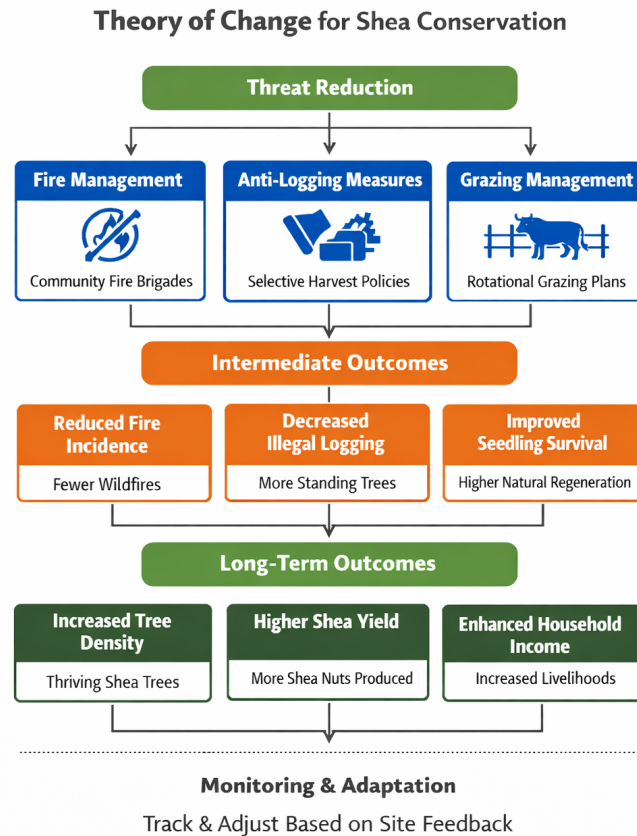 Theory of Change for Shea Conservation
Threat Reduction
Fire Management
Community Fire Brigades
Anti-Logging Measures
Selective Harvest Policies
Grazing Management
Rotational Grazing Plans
Intermediate Outcomes
Reduced Fire
Incidence
Fewer Wildfires
Decreased
Illegal Logging
More Standing Trees
Improved
Seedling Survival
Higher Natural Regeneration
Long-Term Outcomes
Increased Tree
Density
Thriving Shea Trees
Higher Shea Yield
More Shea Nuts Produced
Enhanced Household
Income
Increased Livelihoods
Monitoring & Adaptation
Track & Adjust Based on Site Feedback